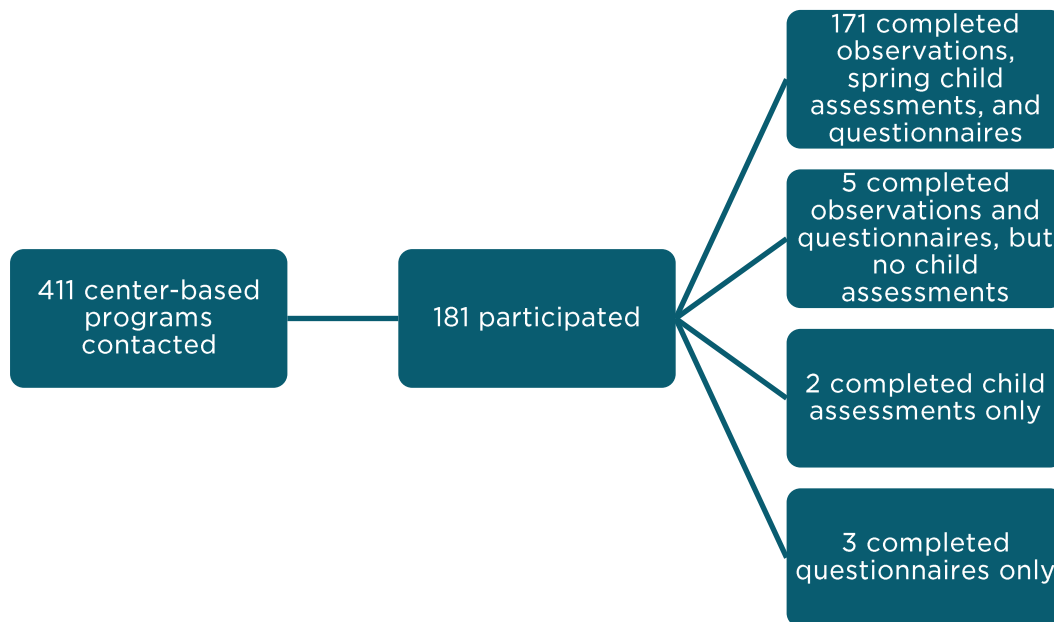 411 center-based
programs
contacted
181 participated
171 completed
observations,
spring child
assessments, and
questionnaires
5 completed
observations and
questionnaires, but
no child
assessments
2 completed child
assessments only
3 completed
questionnaires only